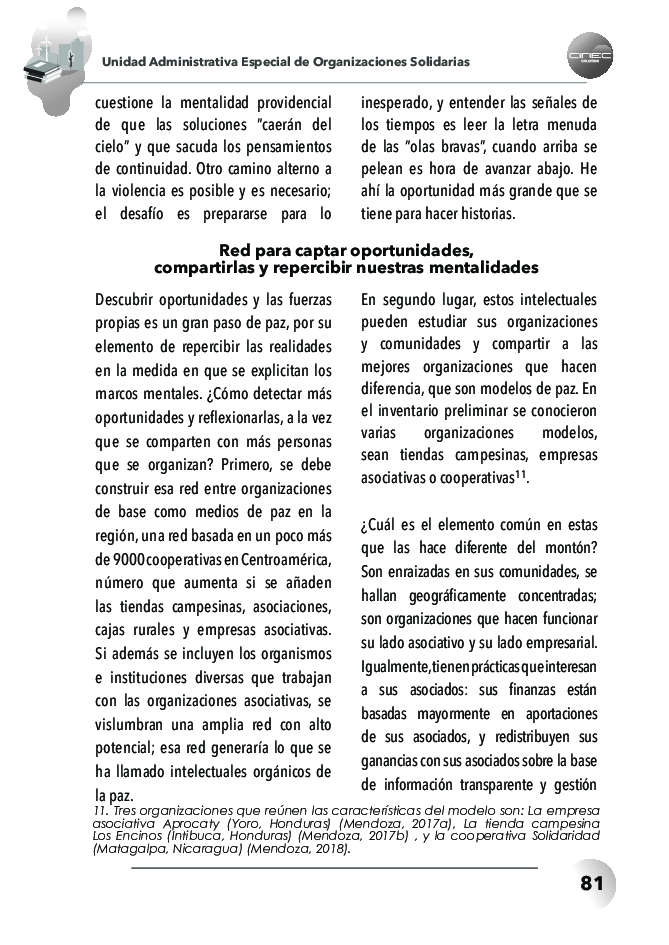 Unidad Administrativa Especial de Organizaciones Solidarias
CINEC
COLOMBIA
cuestione la mentalidad providencial
de que las soluciones "caerán del
cielo" y que sacuda los pensamientos
de continuidad. Otro camino alterno a
la violencia es posible y es necesario;
el desafío es prepararse para lo
inesperado, y entender las señales de
los tiempos es leer la letra menuda
de las "olas bravas", cuando arriba se
pelean es hora de avanzar abajo. He
ahí la oportunidad más grande que se
tiene para hacer historias.
Red para captar oportunidades,
compartirlas y repercibir nuestras mentalidades
Descubrir oportunidades y las fuerzas
propias es un gran paso de paz, por su
elemento de repercibir las realidades
en la medida en que se explicitan los
marcos mentales. ¿Cómo detectar más
oportunidades y reflexionarlas, a la vez
que se comparten con más personas
que se organizan? Primero, se debe
construir esa red entre organizaciones
de base como medios de paz en la
región, una red basada en un poco más
de 9000 cooperativas en Centroamérica,
número que aumenta si se añaden
las tiendas campesinas, asociaciones,
cajas rurales y empresas asociativas.
Si además se incluyen los organismos
e instituciones diversas que trabajan
con las organizaciones asociativas, se
vislumbran una amplia red con alto
potencial; esa red generaría lo que se
ha llamado intelectuales orgánicos de
la paz.
En segundo lugar, estos intelectuales
pueden estudiar sus organizaciones
y comunidades y compartir a las
mejores organizaciones que hacen
diferencia, que son modelos de paz. En
el inventario preliminar se conocieron
varias organizaciones modelos,
sean tiendas campesinas, empresas
asociativas o cooperativas¹¹.
¿Cuál es el elemento común en estas
que las hace diferente del montón?
Son enraizadas en sus comunidades, se
hallan geográficamente concentradas;
son organizaciones que hacen funcionar
su lado asociativo y su lado empresarial.
Igualmente, tienen prácticas que interesan
a sus asociados: sus finanzas están
basadas mayormente en aportaciones
de sus asociados, y redistribuyen sus
ganancias con sus asociados sobre la base
de información transparente y gestión
11. Tres organizaciones que reúnen las características del modelo son: La empresa
asociativa Aprocaty (Yoro, Honduras) (Mendoza, 2017a), La tienda campesina
Los Encinos (Intibuca, Honduras) (Mendoza, 2017b) , y la cooperativa Solidaridad
(Matagalpa, Nicaragua) (Mendoza, 2018).
81